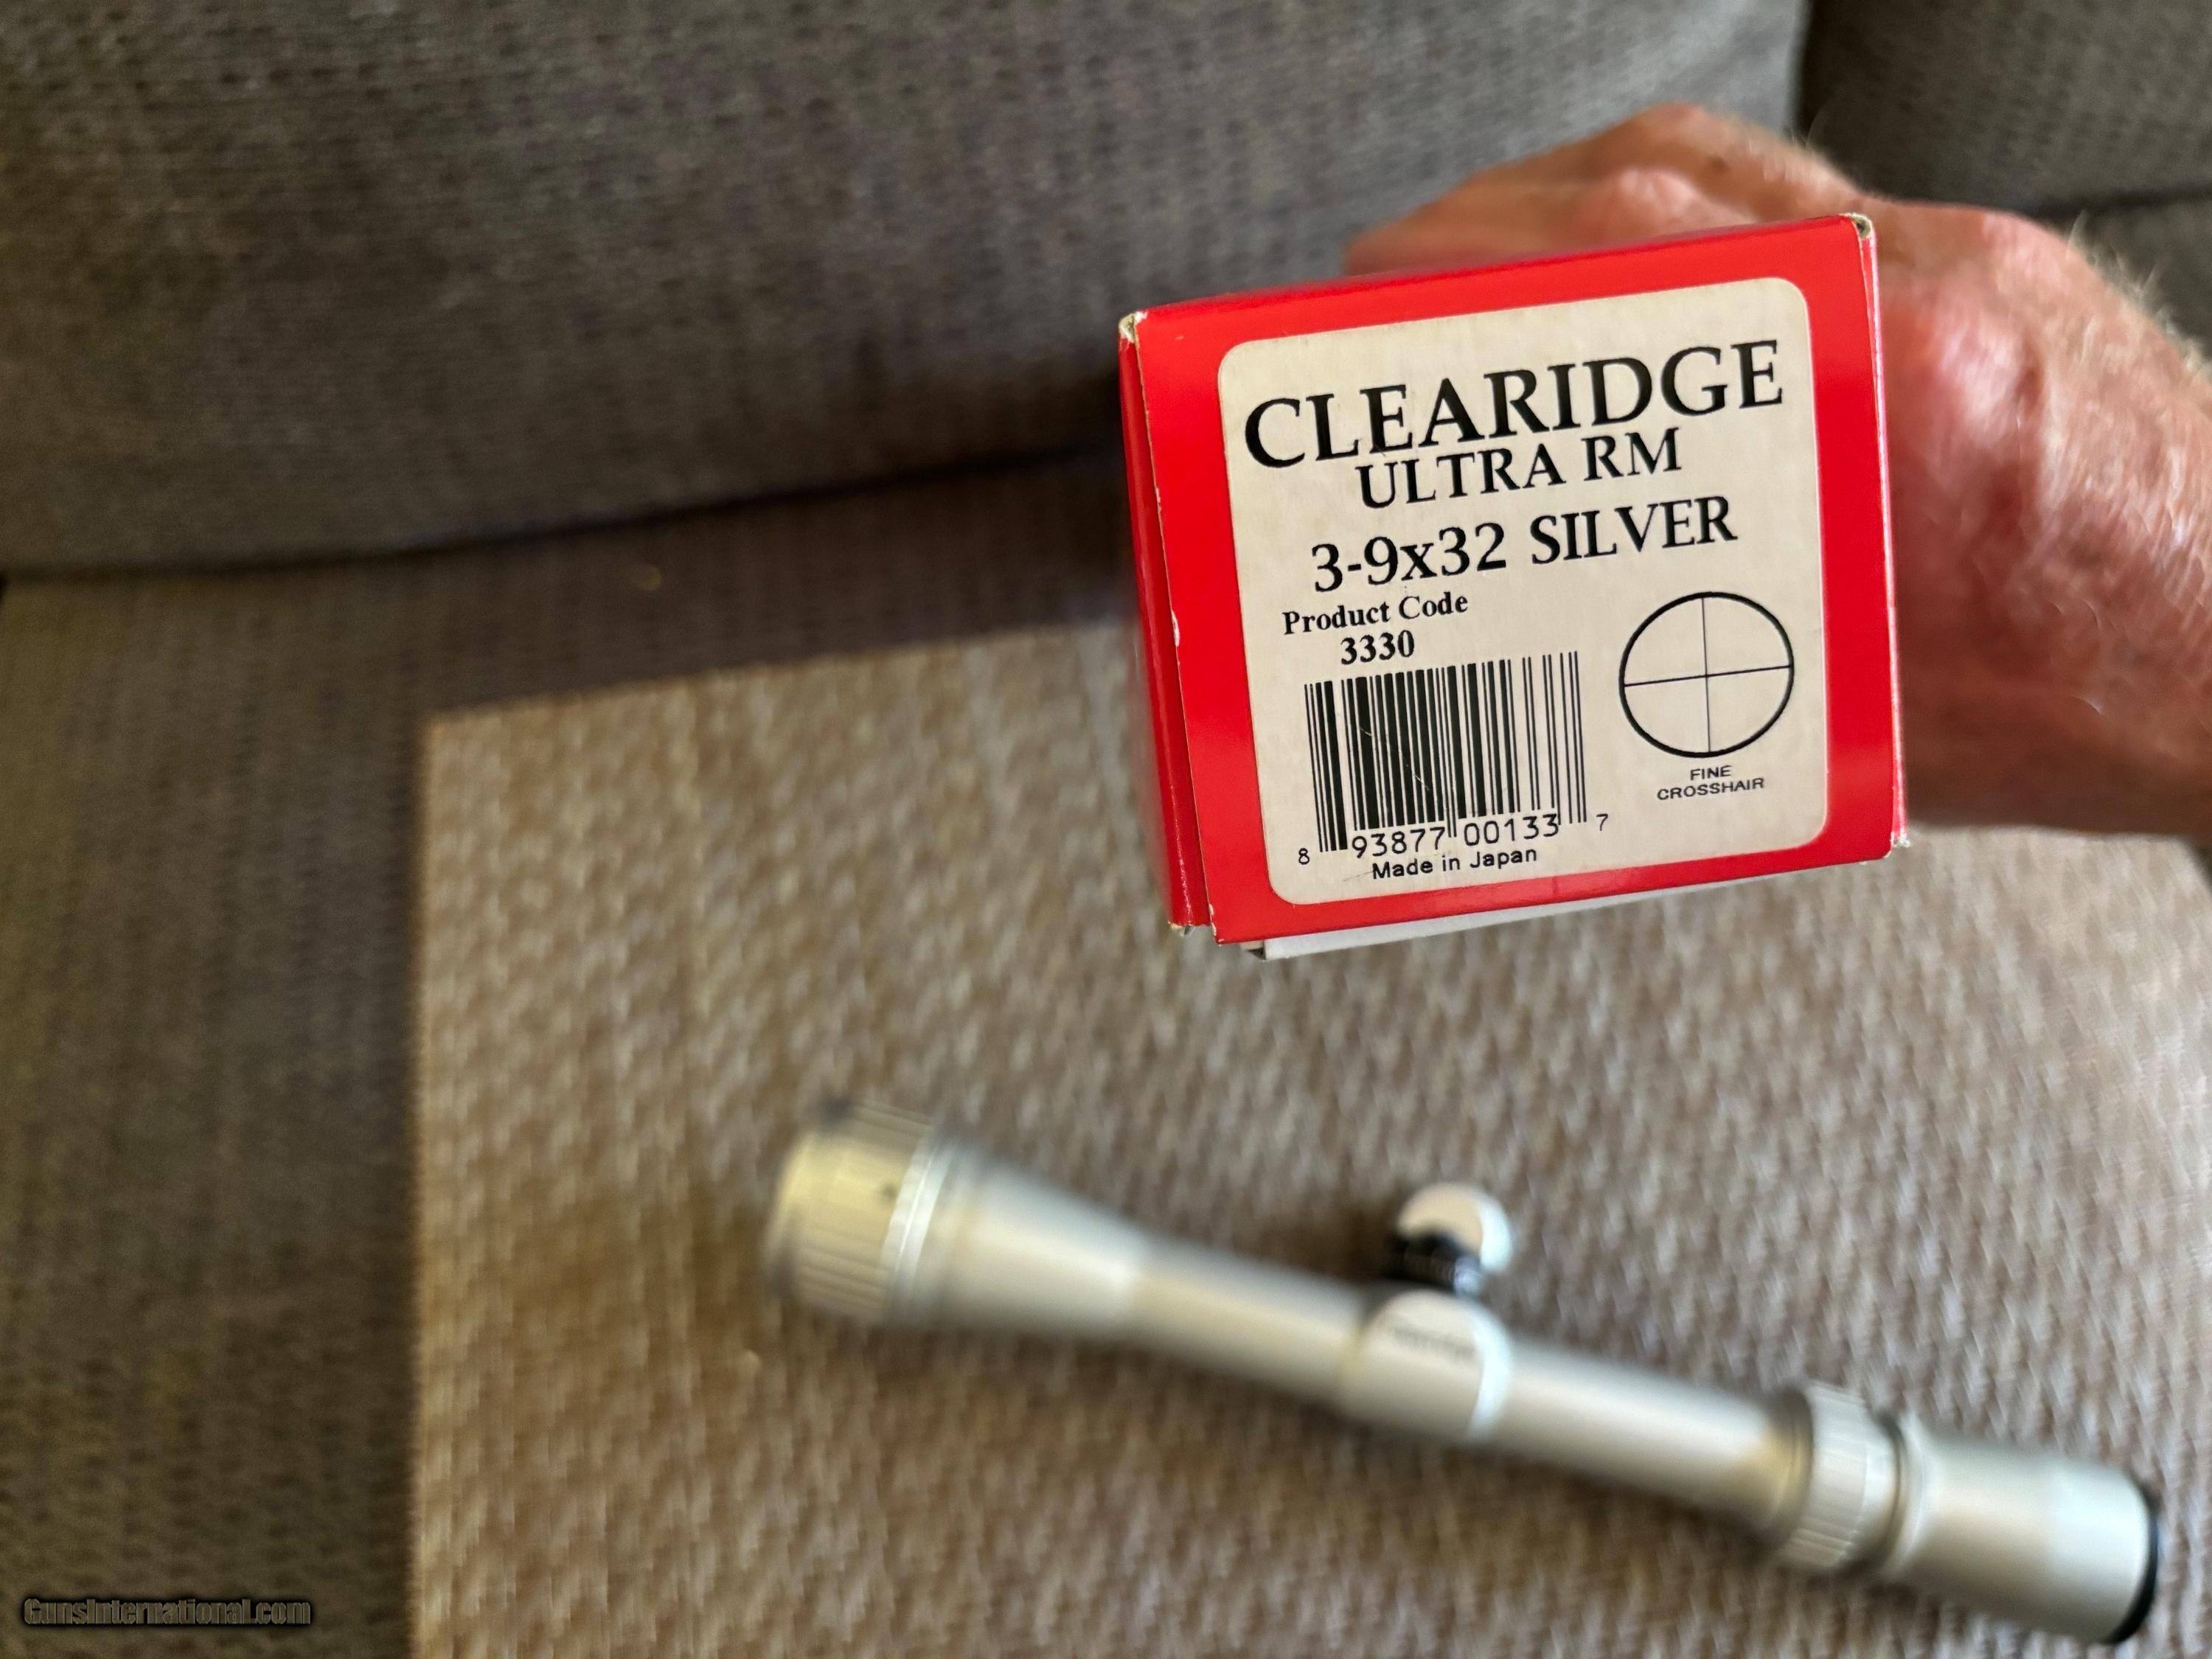 CLEARIDGE
ULTRA RM
3-9x32 SILVER
Product Code
3330
FINE
CROSSHAIR
8 93877 00133 7
Made in Japan
GunsInternational.com